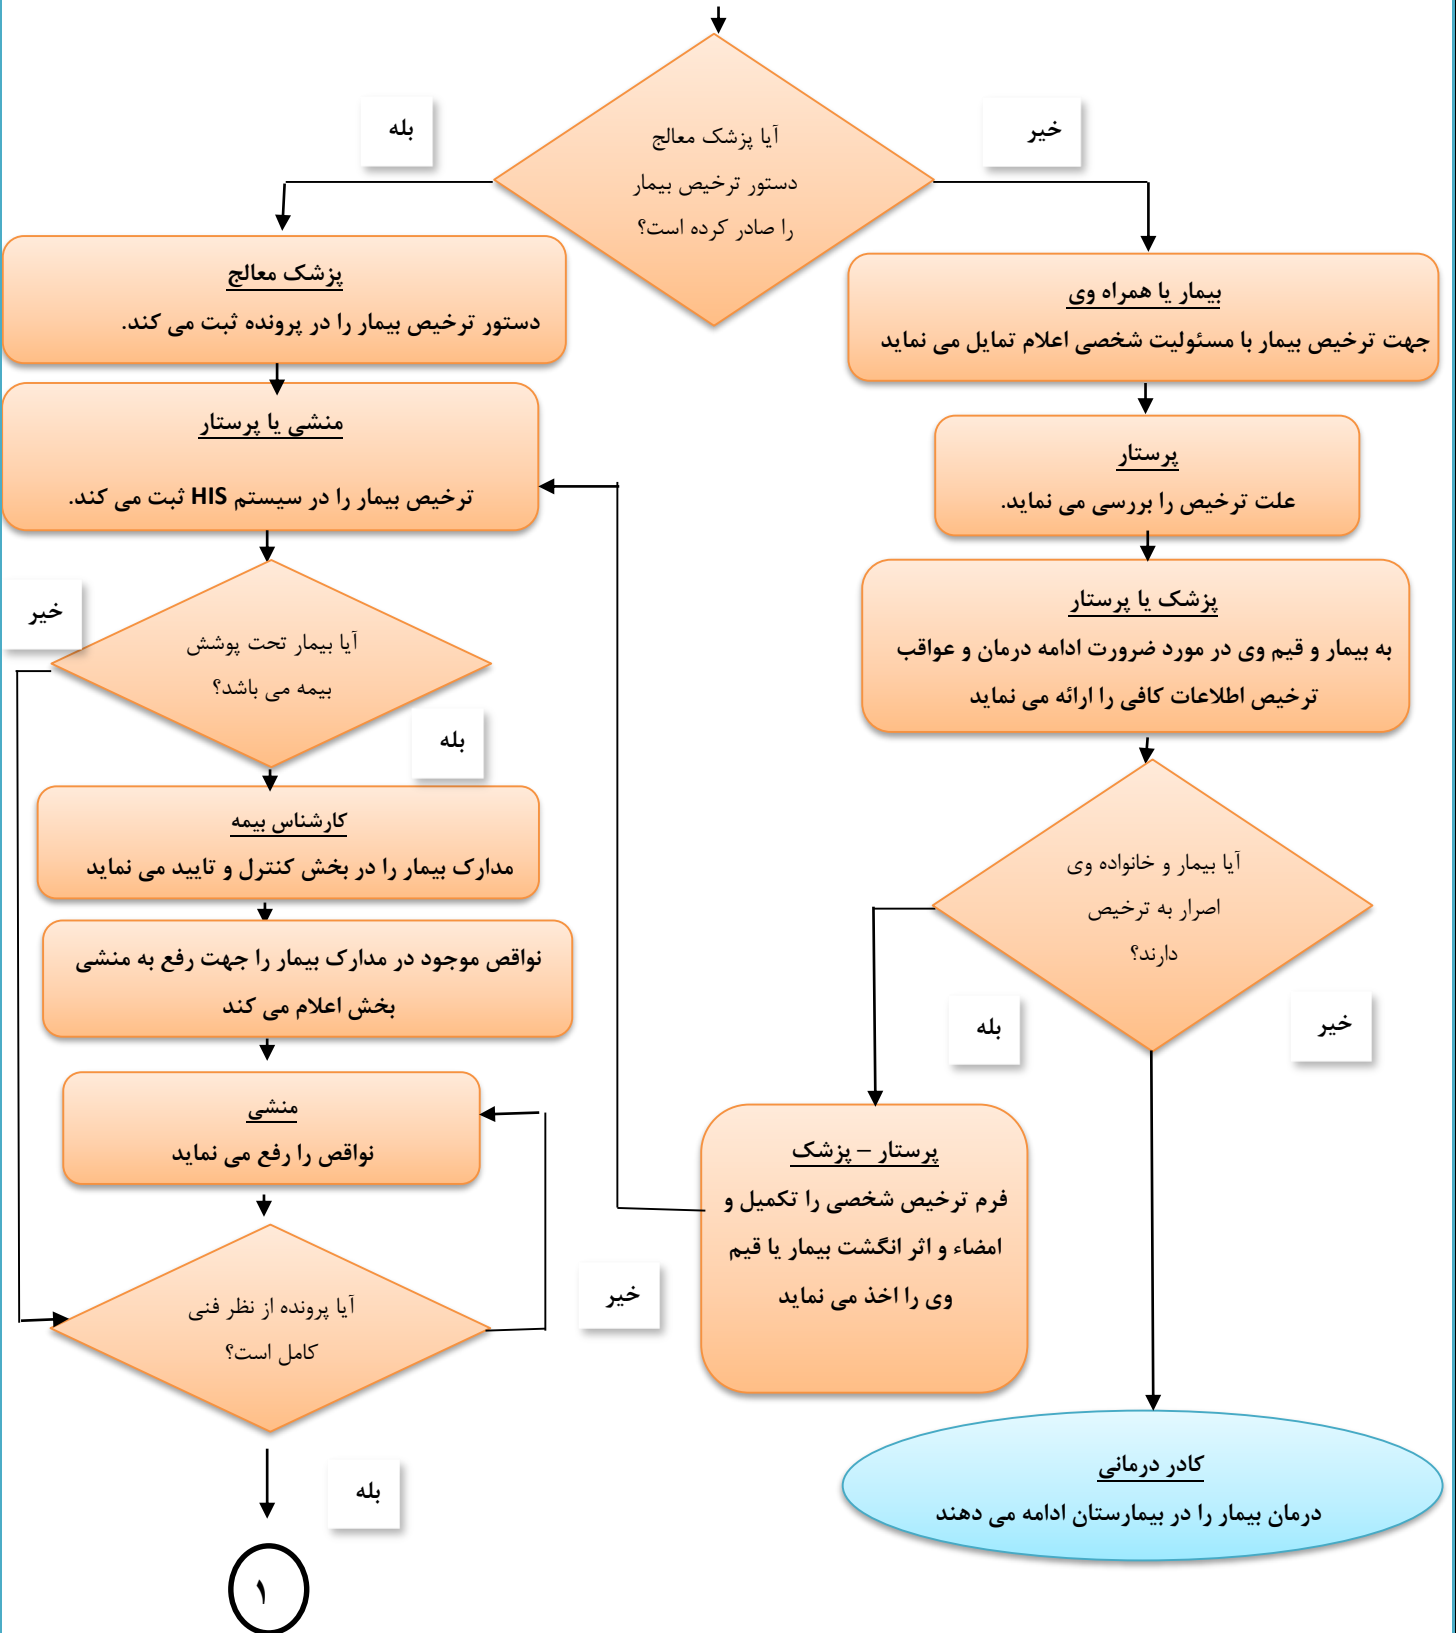 آیا پزشک معالج
دستور ترخیص بیمار
را صادر کرده است؟
خیر
بله
بیمار یا همراه وی
جهت ترخیص بیمار با مسئولیت شخصی اعلام تمایل می نماید
پرستار
علت ترخیص را بررسی می نماید.
پزشک یا پرستار
به بیمار و قیم وی در مورد ضرورت ادامه درمان و عواقب
ترخیص اطلاعات کافی را ارائه می نماید
آیا بیمار و خانواده وی
اصرار به ترخیص
دارند؟
خیر
بله
کادر درمانی
درمان بیمار را در بیمارستان ادامه می دهند
پرستار – پزشک
فرم ترخیص شخصی را تکمیل و
امضاء و اثر انگشت بیمار یا قیم
وی را اخذ می نماید
پزشک معالج
دستور ترخیص بیمار را در پرونده ثبت می کند.
منشی یا پرستار
ترخیص بیمار را در سیستم HIS ثبت می کند.
آیا بیمار تحت پوشش
بیمه می باشد؟
خیر
بله
کارشناس بیمه
مدارک بیمار را در بخش کنترل و تایید می نماید
نواقص موجود در مدارک بیمار را جهت رفع به منشی
بخش اعلام می کند
منشی
نواقص را رفع می نماید
آیا پرونده از نظر فنی
کامل است؟
خیر
بله
۱